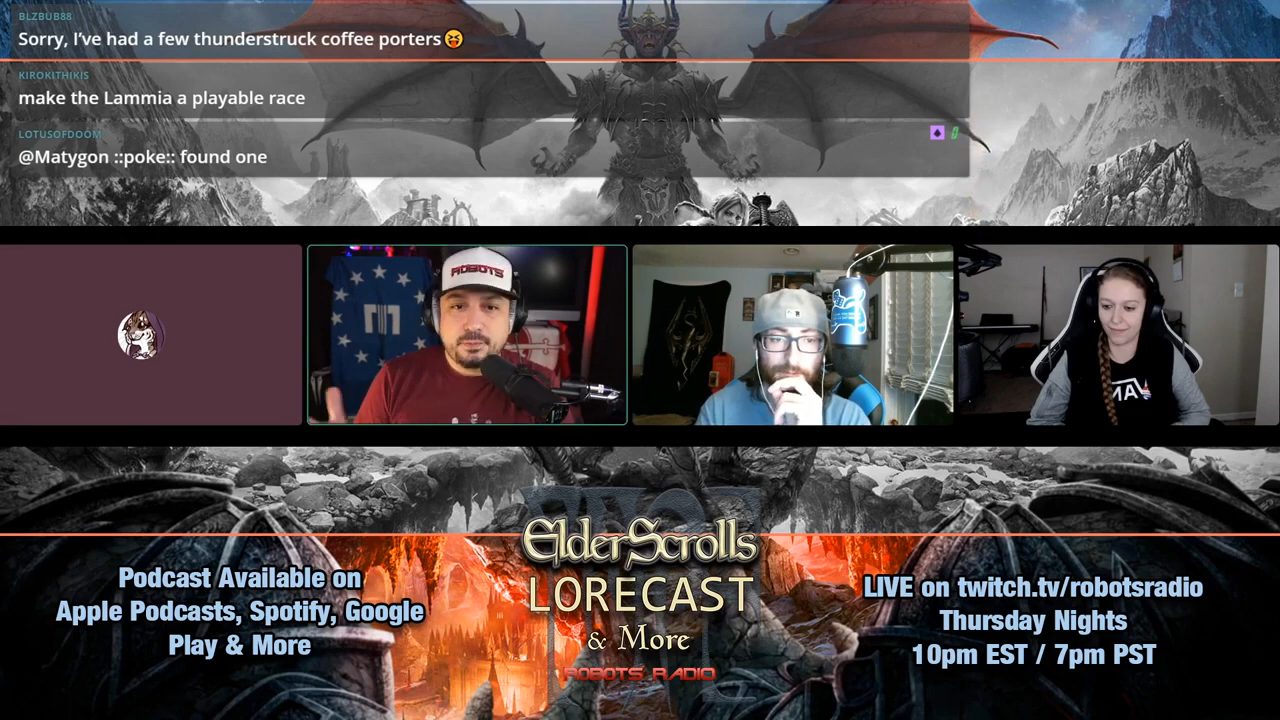 BLZBUB88
Sorry, I've had a few thunderstruck coffee porters😝
KIROKITHIKIS
make the Lammia a playable race
LOTUSOFDOOM
@Matygon ::poke:: found one
ROBOTS
ElderScrolls
LORECAST
& More
ROBOTS RADIO
Podcast Available on
Apple Podcasts, Spotify, Google
Play & More
LIVE on twitch.tv/robotsradio
Thursday Nights
10pm EST / 7pm PST